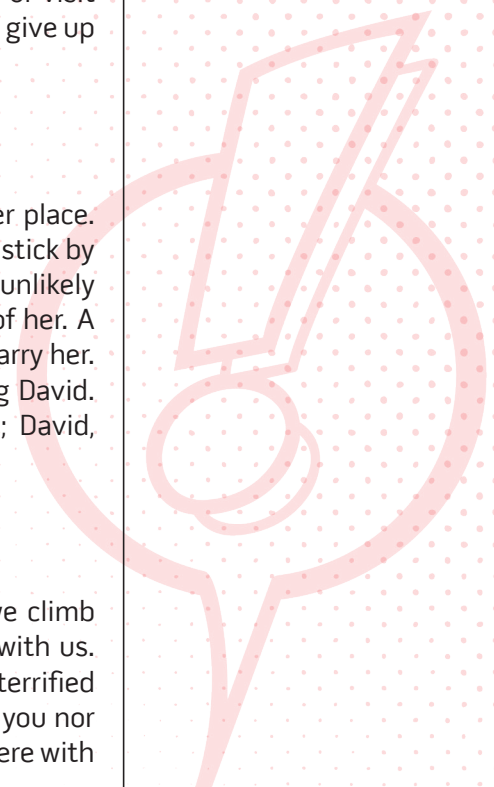 or visit
give up
er place.
stick by
unlikely
of her. A
arry her.
g David.
; David,
ve climb
with us.
terrified
you nor
ere with